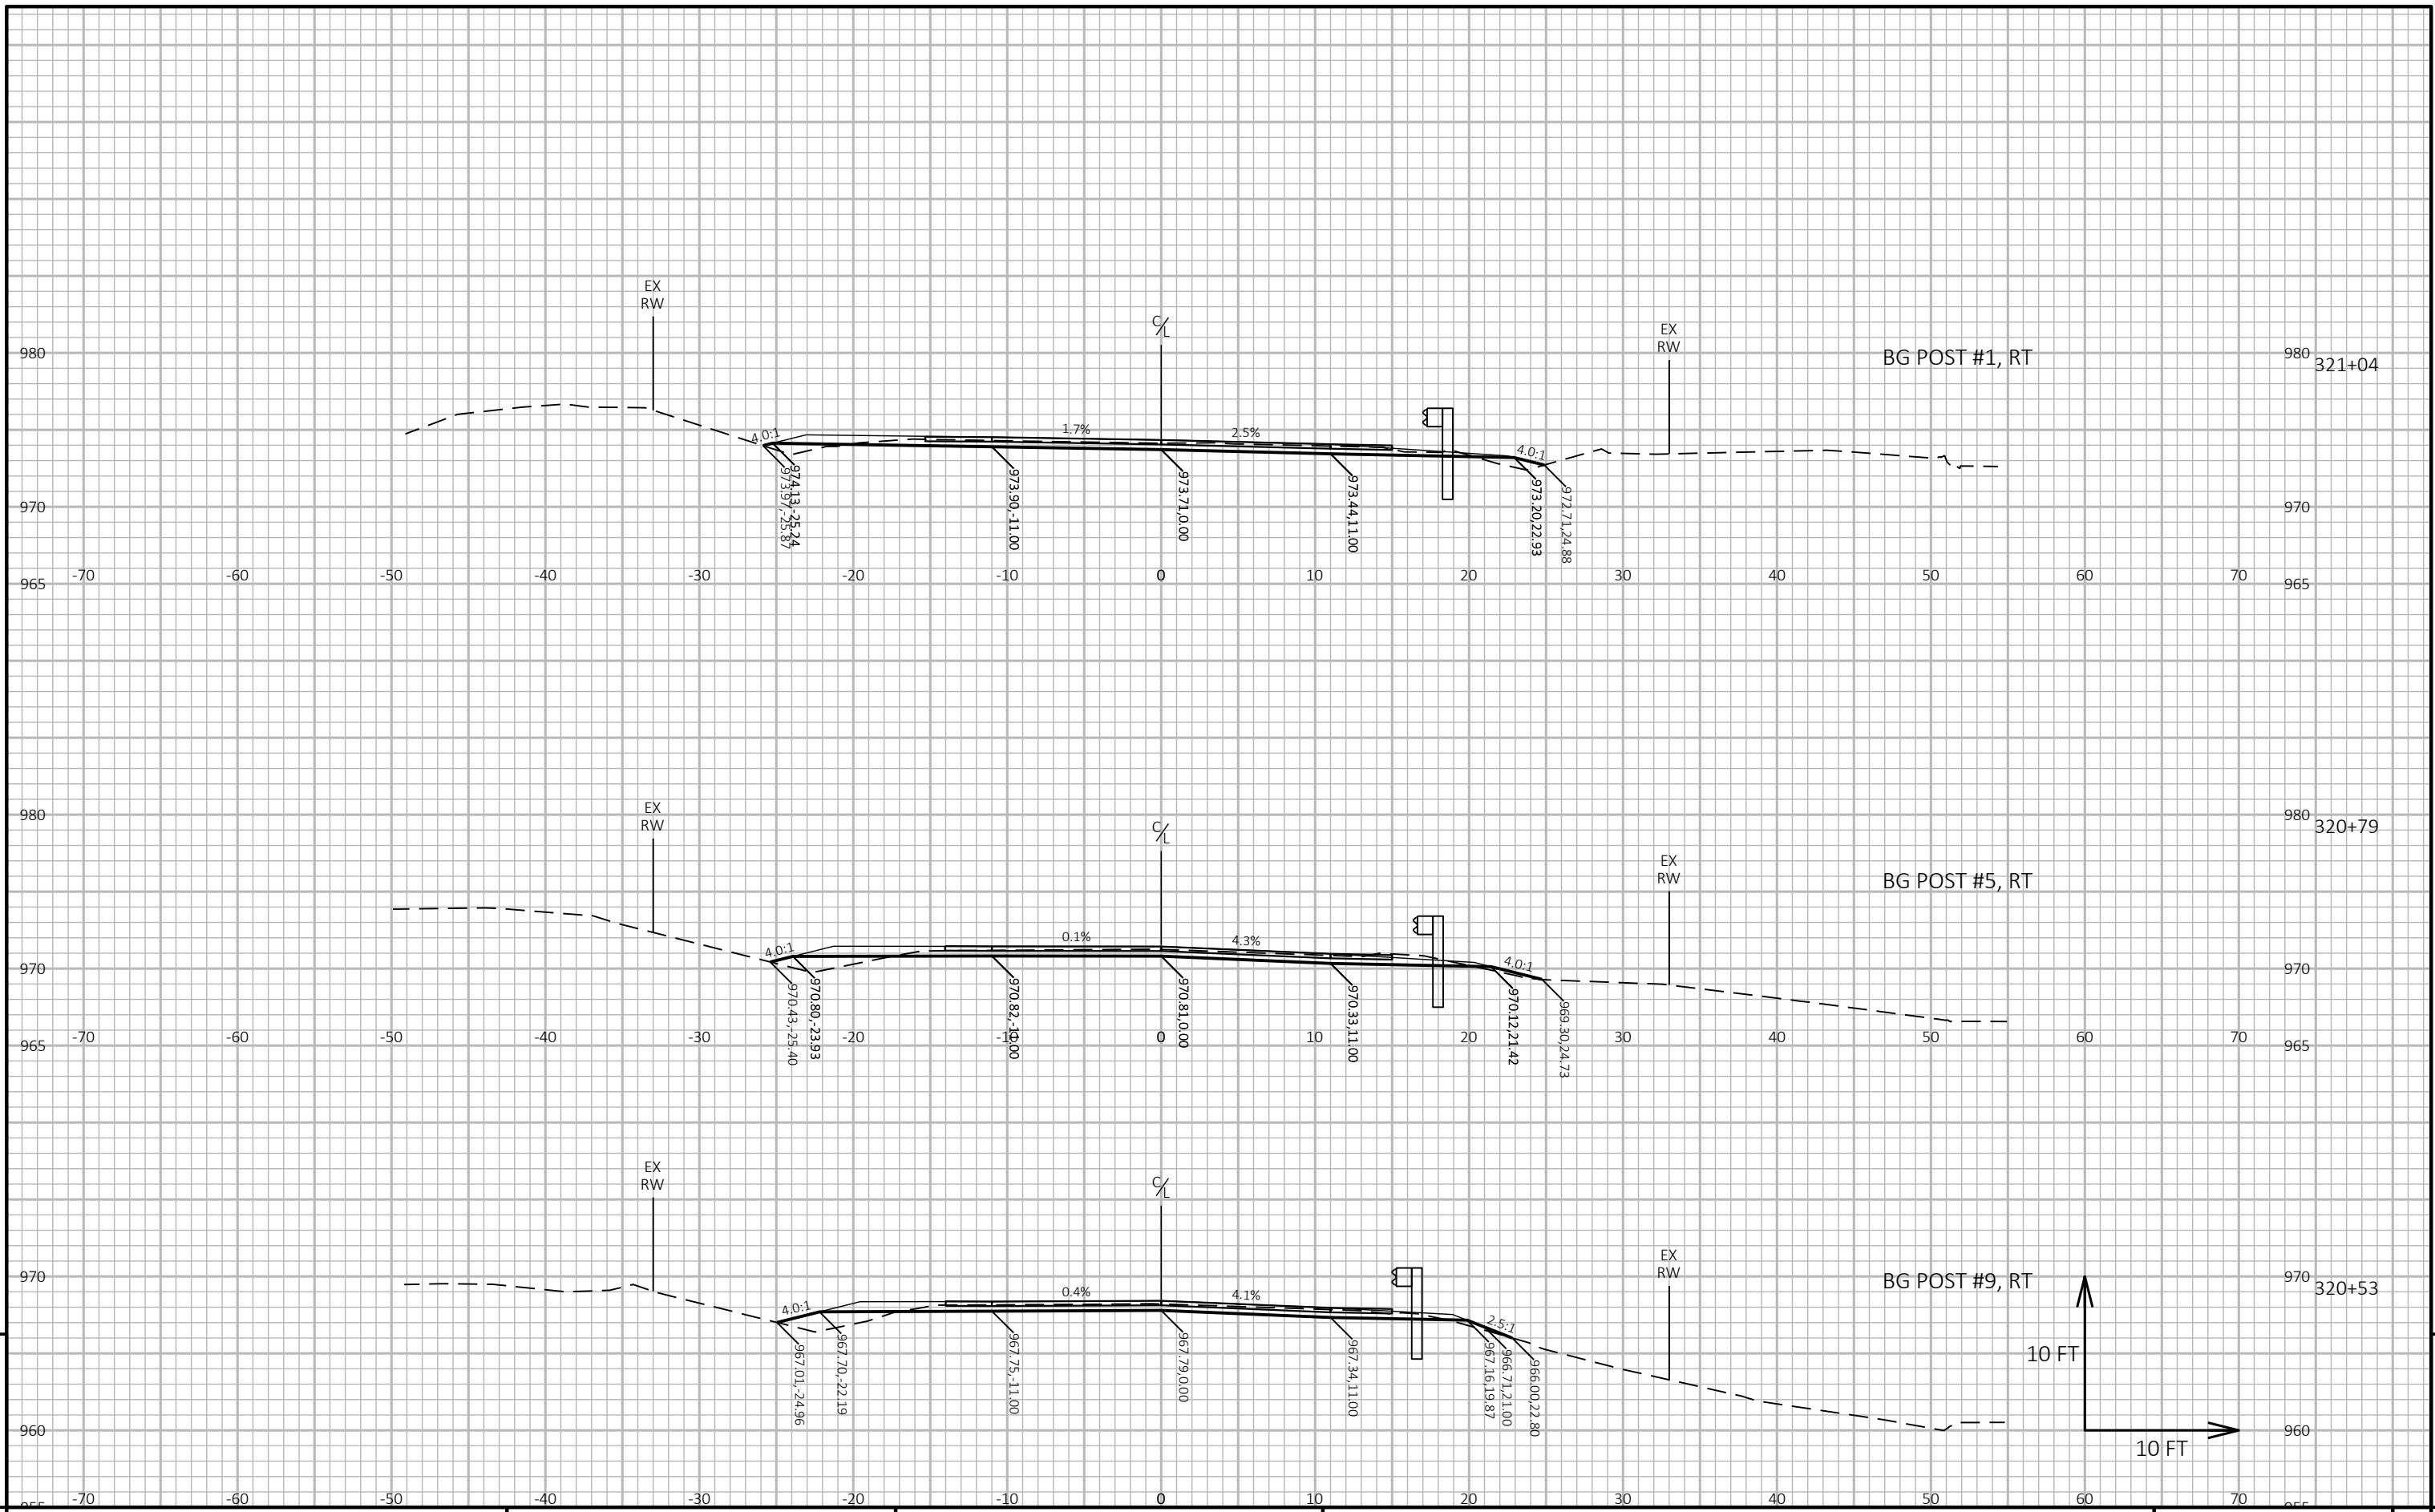 EX
RW
C/L
EX
RW
BG POST #1, RT
980
980
321+04
4.0:1
1.7%
2.5%
4.0:1
973.97,-25.87
974.13,-25.24
973.90,-11.00
973.71,0.00
973.44,11.00
973.20,22.93
972.71,24.88
970
970
965 -70 -60 -50 -40 -30 -20 -10 0 10 20 30 40 50 60 70 965
EX
RW
C/L
EX
RW
980
980
320+79
BG POST #5, RT
4.0:1
0.1%
4.3%
4.0:1
970.43,-25.40
970.80,-23.93
970.82,-11.00
970.81,0.00
970.33,11.00
970.12,21.42
969.30,24.73
970
970
965 -70 -60 -50 -40 -30 -20 -10 0 10 20 30 40 50 60 70 965
EX
RW
C/L
EX
RW
970
BG POST #9, RT
970
320+53
4.0:1
0.4%
4.1%
2.5:1
967.01,-24.96
967.70,-22.19
967.75,-11.00
967.79,0.00
967.34,11.00
967.16,19.87
966.71,21.00
966.00,22.80
10 FT
960
960
10 FT
955 -70 -60 -50 -40 -30 -20 -10 0 10 20 30 40 50 60 70 955